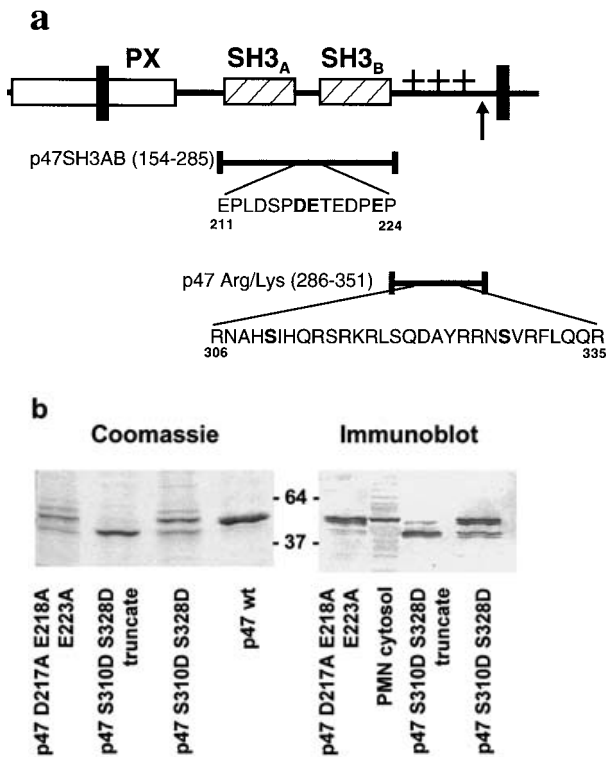 a
PX SH3A SH3B
+++
p47SH3AB (154-285)
EPLDSPDETEDPEP
211 224
p47 Arg/Lys (286-351)
RNAHSIHQRSRKRLSQDAYRRNSVRFLQQR
306 335
b
Coomassie Immunoblot
- 64 -
- 37 -
p47 D217A E218A E223A
p47 S310D S328D truncate
p47 S310D S328D
p47 wt
p47 D217A E218A E223A
PMN cytosol
p47 S310D S328D truncate
p47 S310D S328D